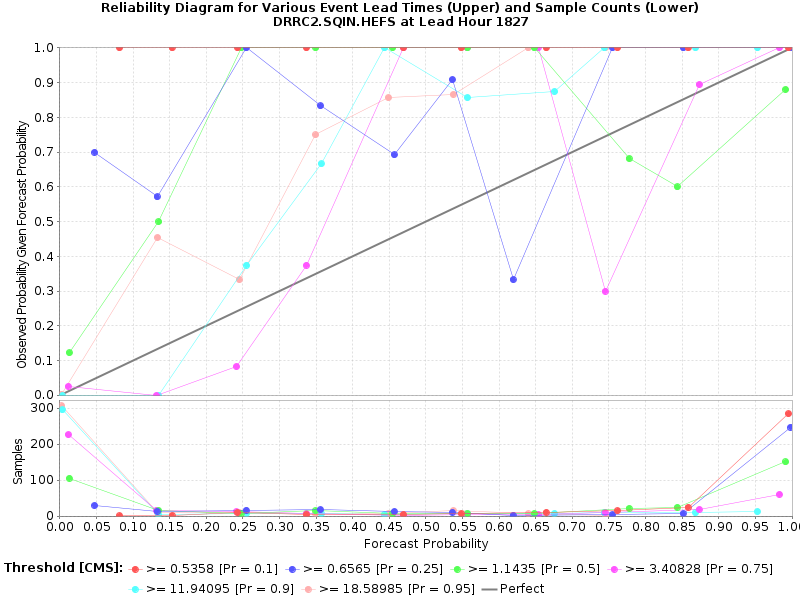 Reliability Diagram for Various Event Lead Times (Upper) and Sample Counts (Lower)
DRRC2.SQIN.HEFS at Lead Hour 1827
Observed Probability Given Forecast Probability
1.0
0.9
0.8
0.7
0.6
0.5
0.4
0.3
0.2
0.1
0.0
Samples
300
200
100
0
0.00 0.05 0.10 0.15 0.20 0.25 0.30 0.35 0.40 0.45 0.50 0.55 0.60 0.65 0.70 0.75 0.80 0.85 0.90 0.95 1.00
Forecast Probability
Threshold [CMS]: >= 0.5358 [Pr = 0.1] >= 0.6565 [Pr = 0.25] >= 1.1435 [Pr = 0.5] >= 3.40828 [Pr = 0.75]
>= 11.94095 [Pr = 0.9] >= 18.58985 [Pr = 0.95] Perfect